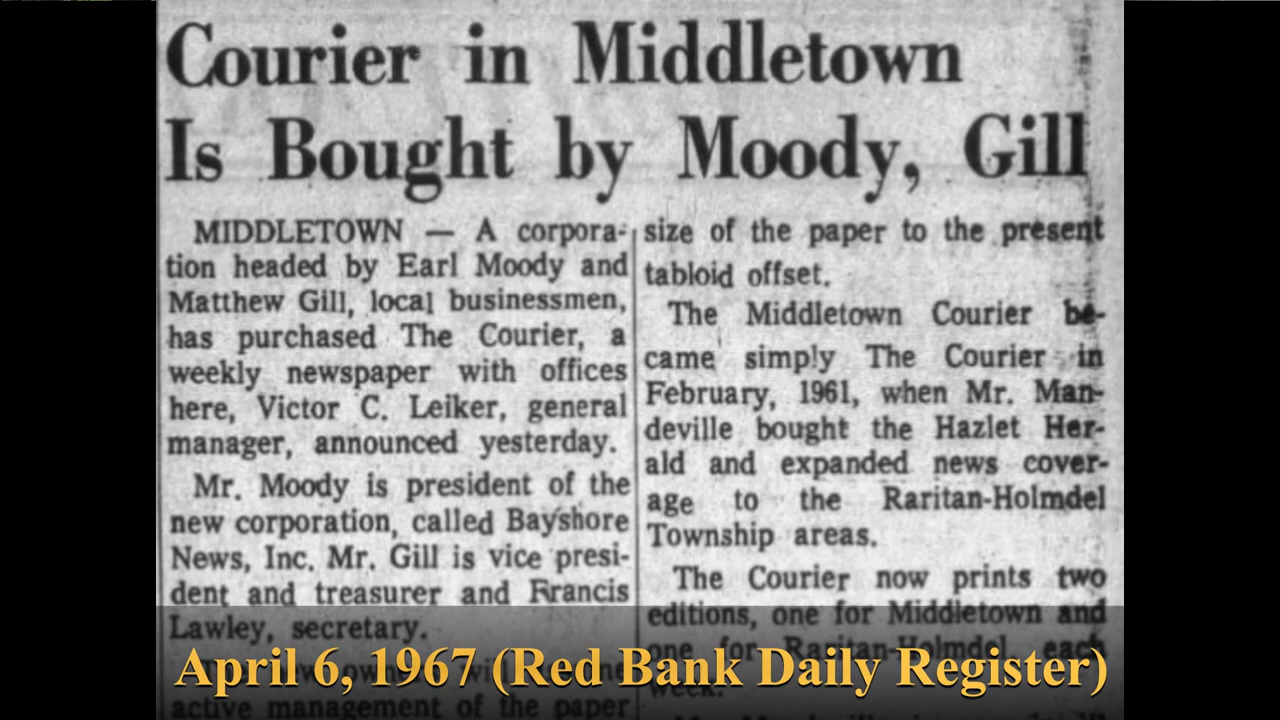 Courier in Middletown
Is Bought by Moody, Gill
MIDDLETOWN — A corpora-
tion headed by Earl Moody and
Matthew Gill, local businessmen,
has purchased The Courier, a
weekly newspaper with offices
here, Victor C. Leiker, general
manager, announced yesterday.
Mr. Moody is president of the
new corporation, called Bayshore
News, Inc. Mr. Gill is vice presi-
dent and treasurer and Francis
Lawley, secretary.
active management of the paper
size of the paper to the present
tabloid offset.
The Middletown Courier be-
came simply The Courier in
February, 1961, when Mr. Man-
deville bought the Hazlet Her-
ald and expanded news cover-
age to the Raritan-Holmdel
Township areas.
The Courier now prints two
editions, one for Middletown and
one for Raritan-Holmdel each
week.
April 6, 1967 (Red Bank Daily Register)